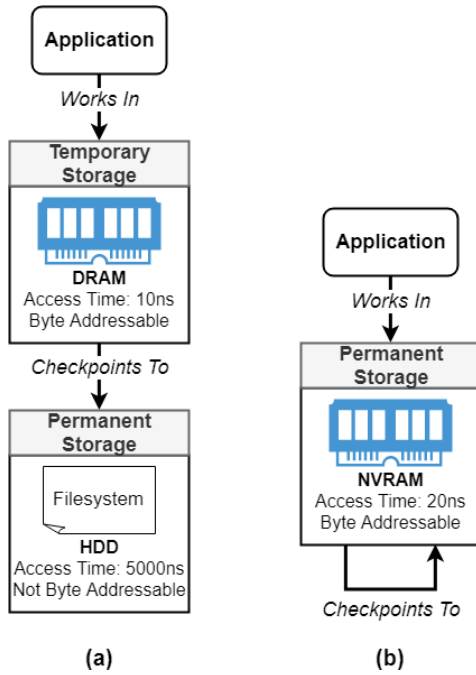 Application
Works In
Temporary
Storage
DRAM
Access Time: 10ns
Byte Addressable
Checkpoints To
Permanent
Storage
Filesystem
HDD
Access Time: 5000ns
Not Byte Addressable
(a)
Application
Works In
Permanent
Storage
NVRAM
Access Time: 20ns
Byte Addressable
Checkpoints To
(b)